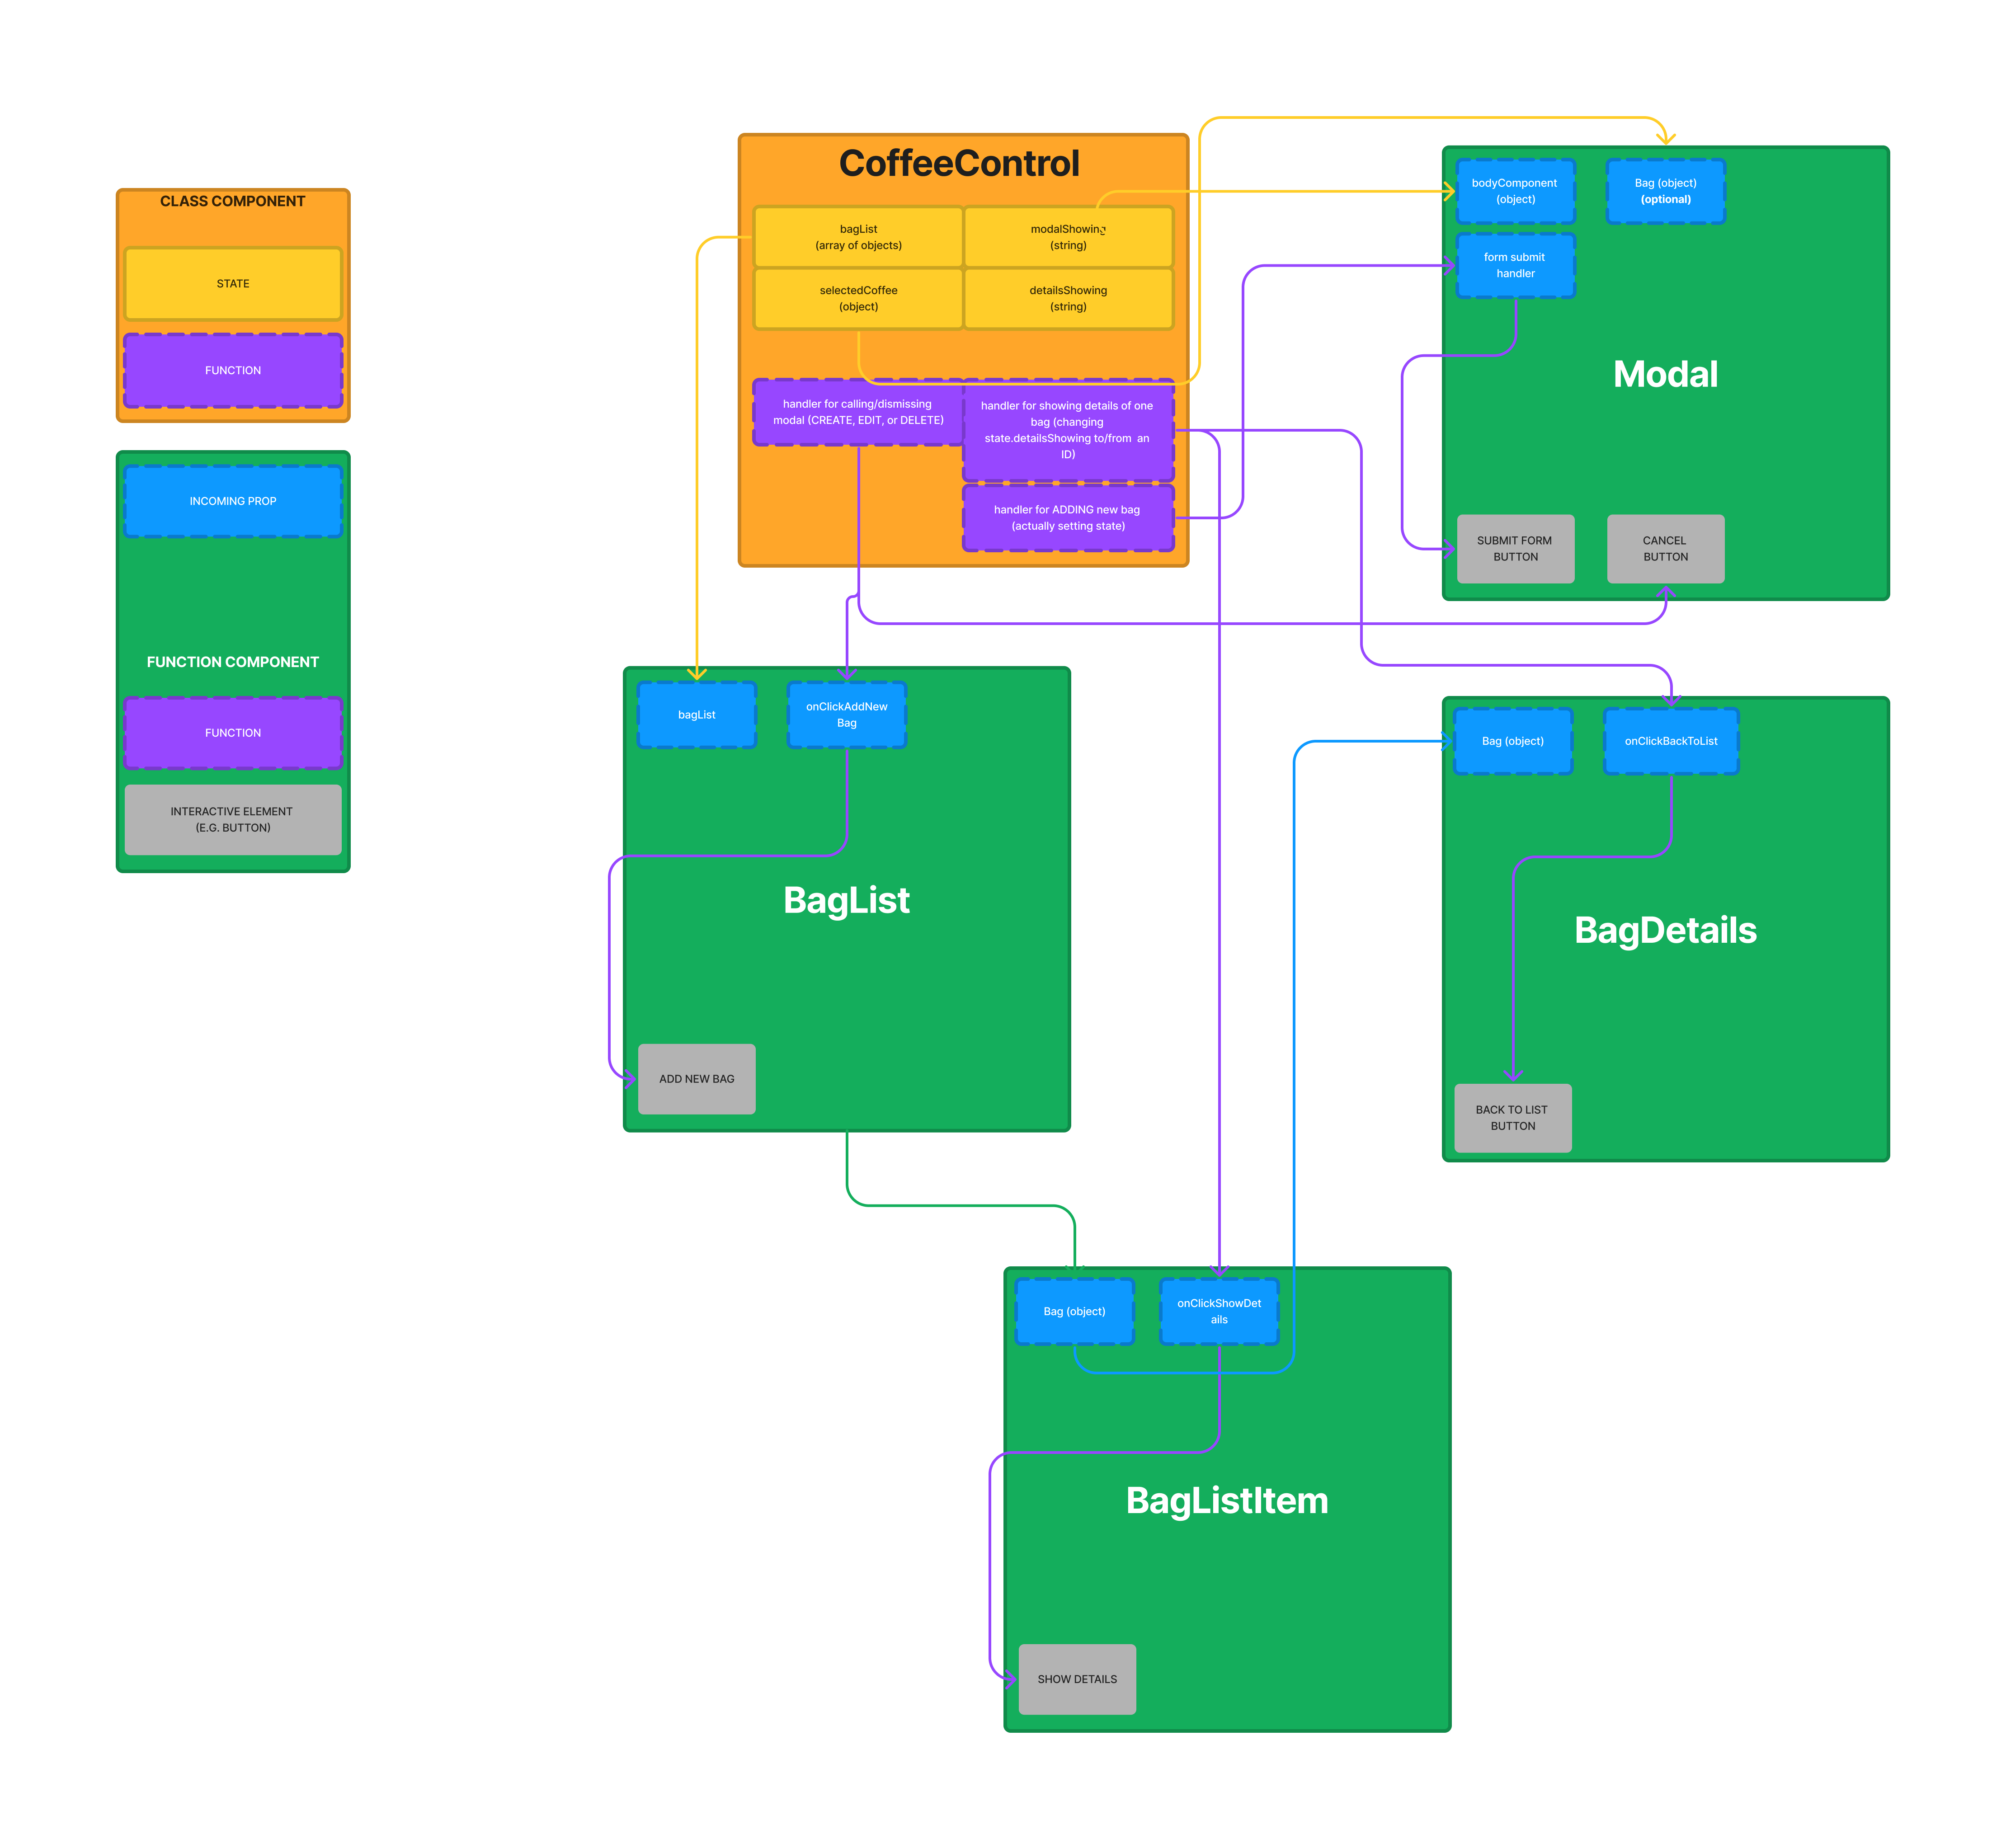 CLASS COMPONENT
STATE
FUNCTION
INCOMING PROP
FUNCTION COMPONENT
FUNCTION
INTERACTIVE ELEMENT
(E.G. BUTTON)
CoffeeControl
bagList
(array of objects)
modalShowing
(string)
selectedCoffee
(object)
detailsShowing
(string)
handler for calling/dismissing
modal (CREATE, EDIT, or DELETE)
handler for showing details of one
bag (changing
state.detailsShowing to/from an
ID)
handler for ADDING new bag
(actually setting state)
bodyComponent
(object)
Bag (object)
(optional)
form submit
handler
Modal
SUBMIT FORM
BUTTON
CANCEL
BUTTON
bagList
onClickAddNew
Bag
BagList
ADD NEW BAG
Bag (object)
onClickBackToList
BagDetails
BACK TO LIST
BUTTON
Bag (object)
onClickShowDet
ails
BagListItem
SHOW DETAILS